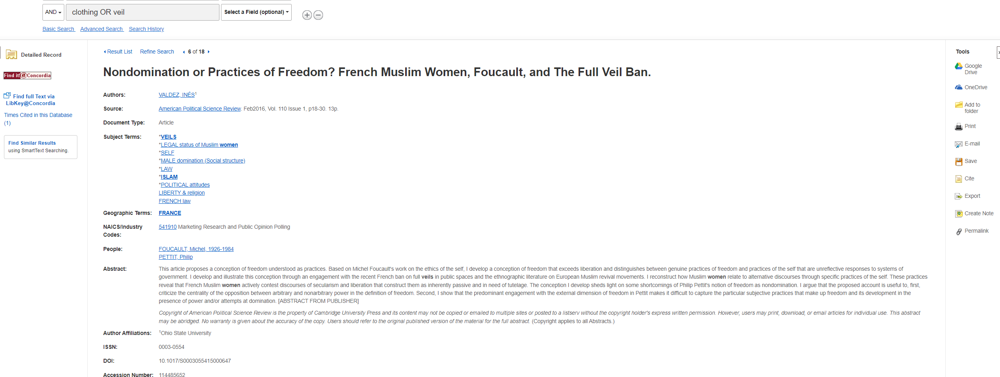 AND
clothing OR veil
Select a Field (optional)
Basic Search Advanced Search Search History
Detailed Record
Find it!@Concordia
Find full Text via
LibKey@Concordia
Times Cited in this Database
(1)
Find Similar Results
using SmartText Searching.
Result List Refine Search 6 of 18
Nondomination or Practices of Freedom? French Muslim Women, Foucault, and The Full Veil Ban.
Authors: VALDEZ, INÉS1
Source: American Political Science Review. Feb2016, Vol. 110 Issue 1, p18-30. 13p.
Document Type: Article
Subject Terms: *VEILS
*LEGAL status of Muslim women
*SELF
*MALE domination (Social structure)
*LAW
*ISLAM
*POLITICAL attitudes
LIBERTY & religion
FRENCH law
Geographic Terms: FRANCE
NAICS/Industry Codes: 541910 Marketing Research and Public Opinion Polling
People: FOUCAULT, Michel, 1926-1984
PETTIT, Philip
Abstract: This article proposes a conception of freedom understood as practices. Based on Michel Foucault's work on the ethics of the self, I develop a conception of freedom that exceeds liberation and distinguishes between genuine practices of freedom and practices of the self that are unreflective responses to systems of
government. I develop and illustrate this conception through an engagement with the recent French ban on full veils in public spaces and the ethnographic literature on European Muslim revival movements. I reconstruct how Muslim women relate to alternative discourses through specific practices of the self. These practices
reveal that French Muslim women actively contest discourses of secularism and liberation that construct them as inherently passive and in need of tutelage. The conception I develop sheds light on some shortcomings of Philip Pettit's notion of freedom as nondomination. I argue that the proposed account is useful to, first,
criticize the centrality of the opposition between arbitrary and nonarbitrary power in the definition of freedom. Second, I show that the predominant engagement with the external dimension of freedom in Pettit makes it difficult to capture the particular subjective practices that make up freedom and its development in the
presence of power and/or attempts at domination. [ABSTRACT FROM PUBLISHER]
Copyright of American Political Science Review is the property of Cambridge University Press and its content may not be copied or emailed to multiple sites or posted to a listserv without the copyright holder's express written permission. However, users may print, download, or email articles for individual use. This abstract
may be abridged. No warranty is given about the accuracy of the copy. Users should refer to the original published version of the material for the full abstract. (Copyright applies to all Abstracts.)
Author Affiliations: 1Ohio State University
ISSN: 0003-0554
DOI: 10.1017/S0003055415000647
Accession Number: 114485652
Tools
Google
Drive
OneDrive
Add to
folder
Print
E-mail
Save
Cite
Export
Create Note
Permalink